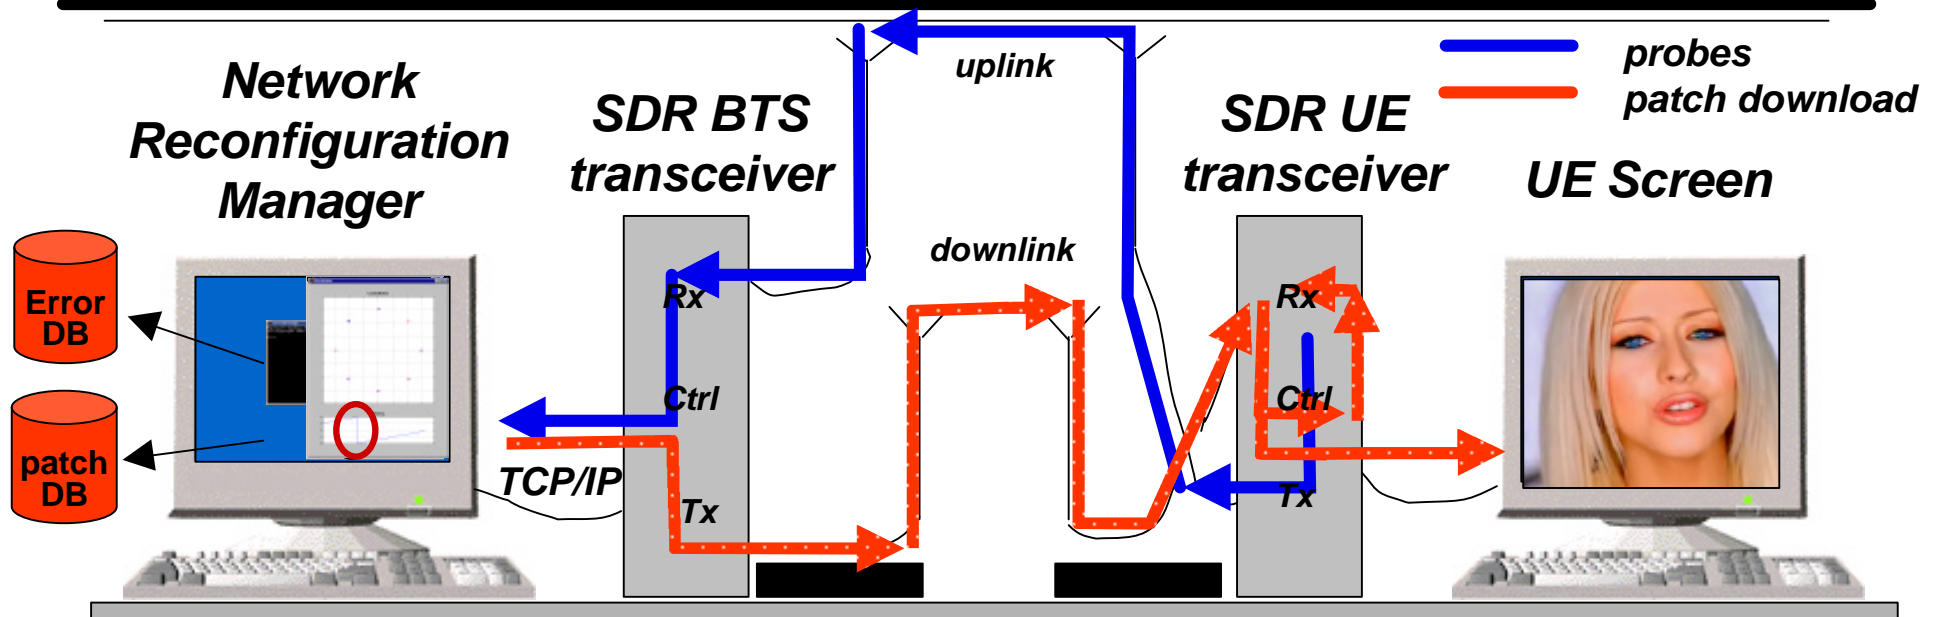 Network
Reconfiguration
Manager
SDR BTS
transceiver
uplink
SDR UE
transceiver
probes
patch download
UE Screen
downlink
Error
DB
patch
DB
Rx
Ctrl
Tx
TCP/IP
Rx
Ctrl
Tx